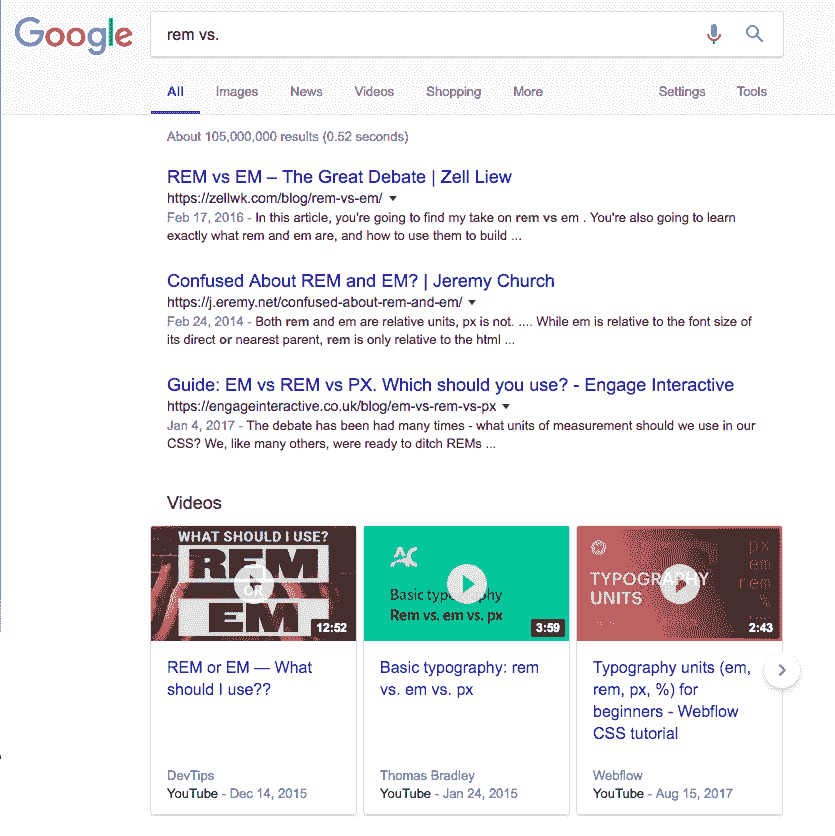 Google
rem vs.
All Images News Videos Shopping More Settings Tools
About 105,000,000 results (0.52 seconds)
REM vs EM – The Great Debate | Zell Liew
https://zellwk.com/blog/rem-vs-em/
Feb 17, 2016 - In this article, you're going to find my take on rem vs em . You're also going to learn
exactly what rem and em are, and how to use them to build ...
Confused About REM and EM? | Jeremy Church
https://j.eremy.net/confused-about-rem-and-em/
Feb 24, 2014 - Both rem and em are relative units, px is not. .... While em is relative to the font size of
its direct or nearest parent, rem is only relative to the html ...
Guide: EM vs REM vs PX. Which should you use? - Engage Interactive
https://engageinteractive.co.uk/blog/em-vs-rem-vs-px
Jan 4, 2017 - The debate has been had many times - what units of measurement should we use in our
CSS? We, like many others, were ready to ditch REMs ...
Videos
WHAT SHOULD I USE?
REM
OR
EM
12:52
REM or EM — What
should I use??
DevTips
YouTube - Dec 14, 2015
Basic typography
Rem vs. em vs. px
3:59
Basic typography: rem
vs. em vs. px
Thomas Bradley
YouTube - Jan 24, 2015
TYPOGRAPHY
UNITS
px
em
rem
2:43
Typography units (em,
rem, px, %) for
beginners - Webflow
CSS tutorial
Webflow
YouTube - Aug 15, 2017